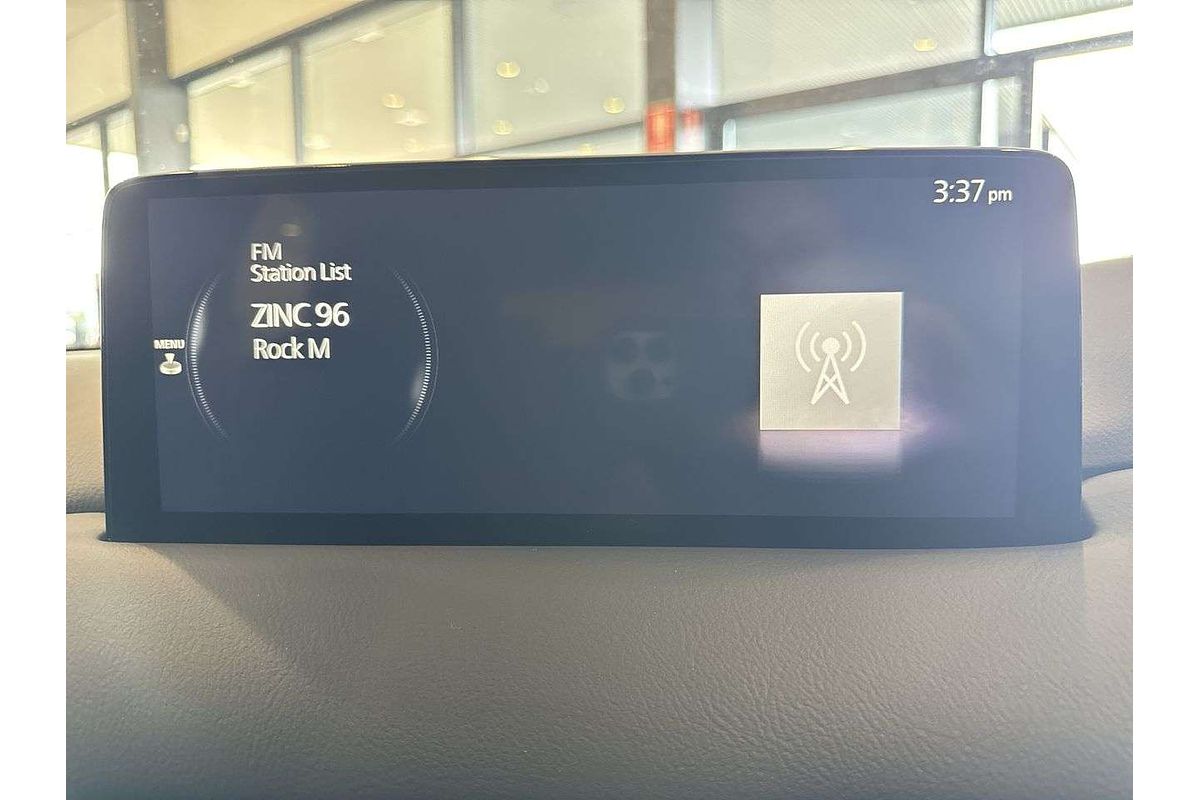 3:37 pm
FM
Station List
ZINC 96
Rock M
MENU